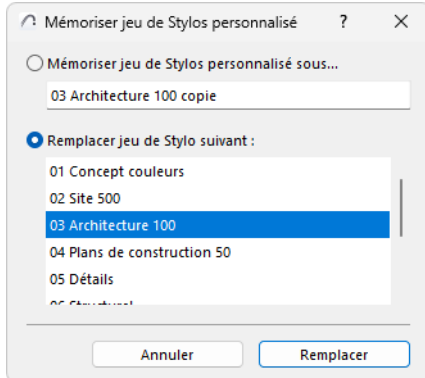 Mémoriser jeu de Stylos personnalisé ? ×
Mémoriser jeu de Stylos personnalisé sous...
03 Architecture 100 copie
Remplacer jeu de Stylo suivant :
01 Concept couleurs
02 Site 500
03 Architecture 100
04 Plans de construction 50
05 Détails
06 Structurel
Annuler Remplacer